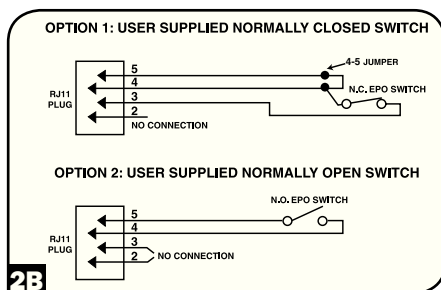 OPTION 1: USER SUPPLIED NORMALLY CLOSED SWITCH
4-5 JUMPER
5
4
N.C. EPO SWITCH
3
RJ11
PLUG
2
NO CONNECTION
OPTION 2: USER SUPPLIED NORMALLY OPEN SWITCH
N.O. EPO SWITCH
5
4
RJ11
PLUG
3
NO CONNECTION
2
2B